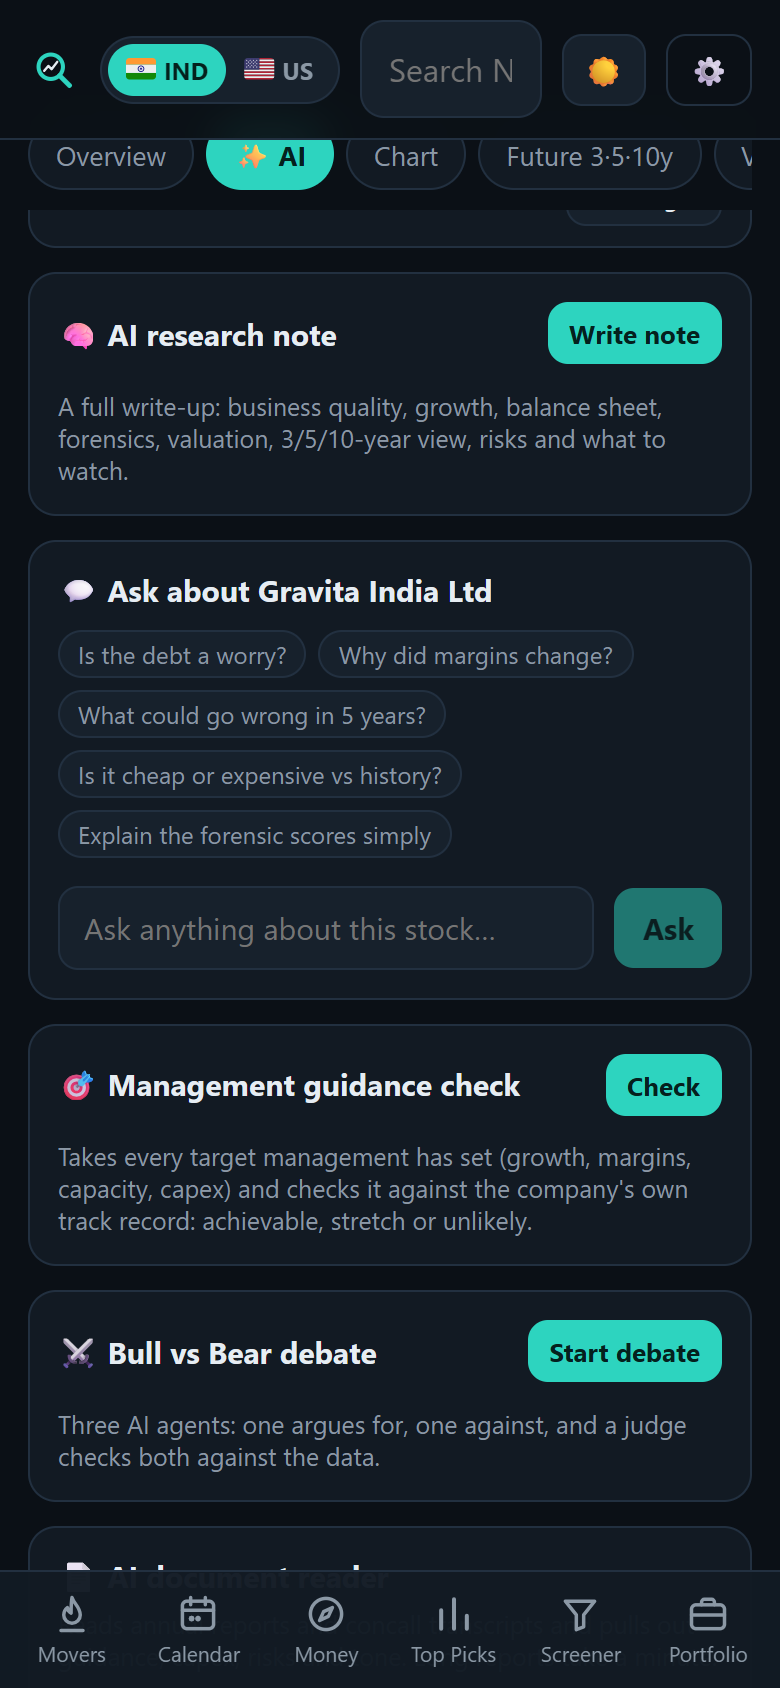 IND
US
Search N
Overview
AI
Chart
Future 3·5·10y
AI research note
Write note
A full write-up: business quality, growth, balance sheet,
forensics, valuation, 3/5/10-year view, risks and what to
watch.
Ask about Gravita India Ltd
Is the debt a worry?
Why did margins change?
What could go wrong in 5 years?
Is it cheap or expensive vs history?
Explain the forensic scores simply
Ask anything about this stock...
Ask
Management guidance check
Check
Takes every target management has set (growth, margins,
capacity, capex) and checks it against the company's own
track record: achievable, stretch or unlikely.
Bull vs Bear debate
Start debate
Three AI agents: one argues for, one against, and a judge
checks both against the data.
AI document reader
Movers
Calendar
Money
Top Picks
Screener
Portfolio